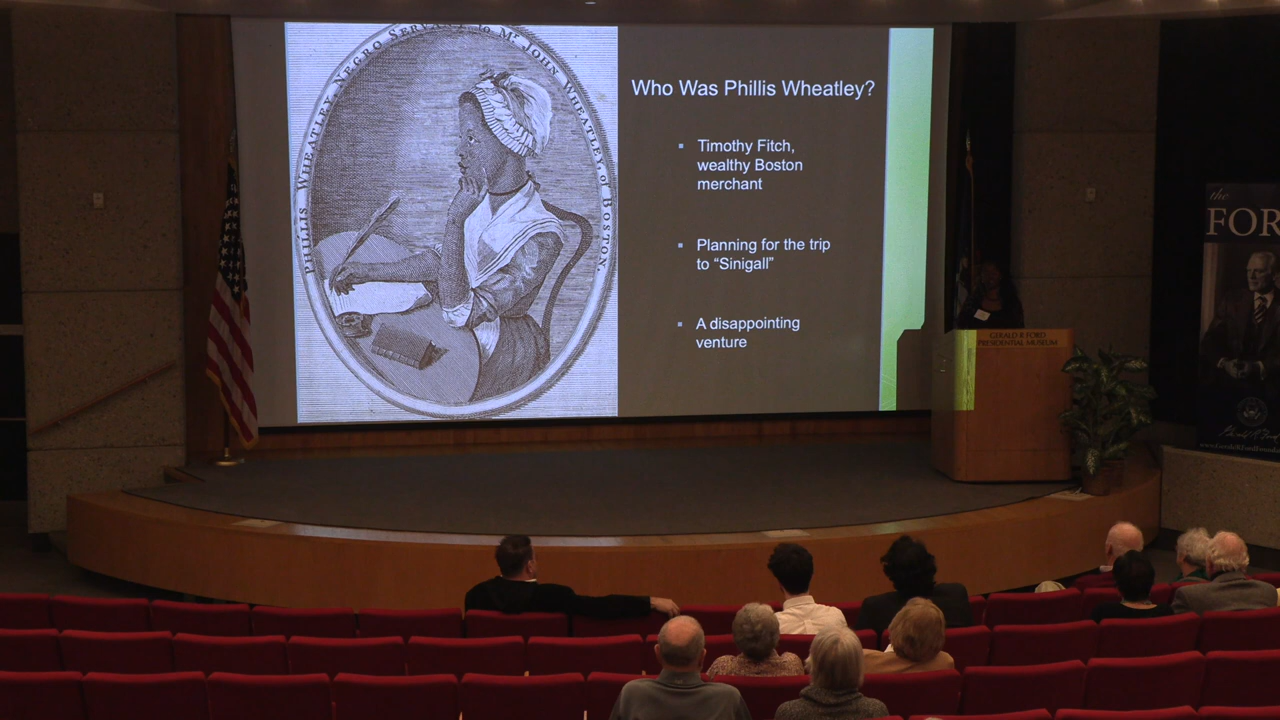 PHILLIS WHEATLEY, NEGRO SERVANT to Mr. JOHN WHEATLEY, of BOSTON.
Who Was Phillis Wheatley?
▪ Timothy Fitch,
wealthy Boston
merchant
▪ Planning for the trip
to “Sinigall”
▪ A disappointing
venture
GERALD R FORD
PRESIDENTIAL MUSEUM
the
FOR